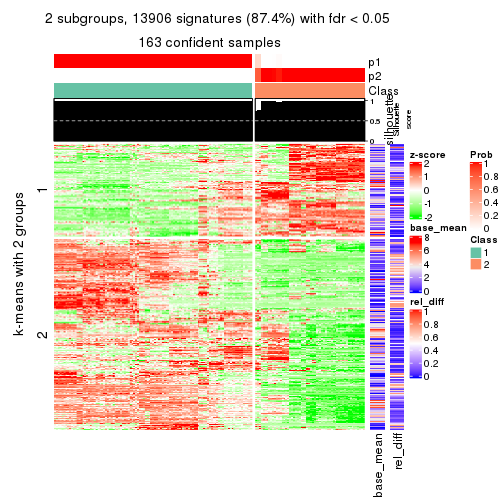 2 subgroups, 13906 signatures (87.4%) with fdr < 0.05
163 confident samples
p1
p2
Class
1
0.5
0
silhouette
Silhouette
score
k-means with 2 groups
1
2
base_mean
rel_diff
z-score
2
1
0
-1
-2
base_mean
8
6
4
2
0
rel_diff
1
0.8
0.6
0.4
0.2
0
Prob
1
0.8
0.6
0.4
0.2
0
Class
1
2